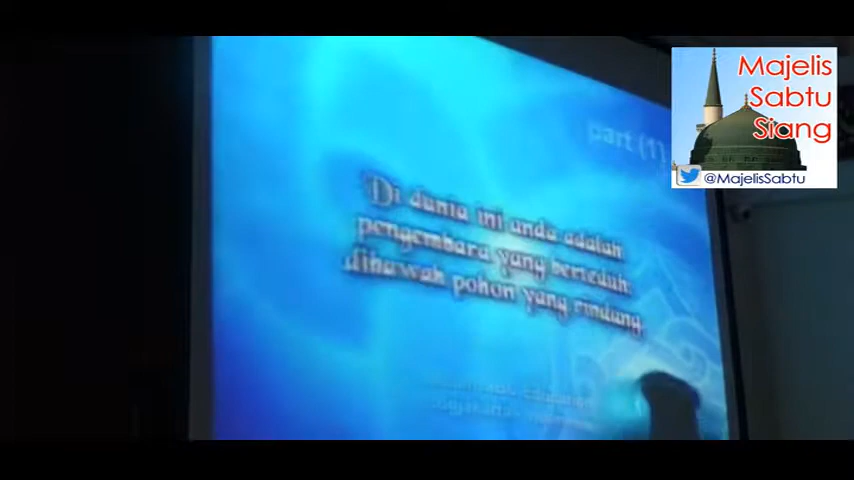 Majelis
Sabtu
Siang
@MajelisSabtu
part (1)
Di dunia ini anda adalah
pengembara yang berteduh
dibawah pohon yang rindang